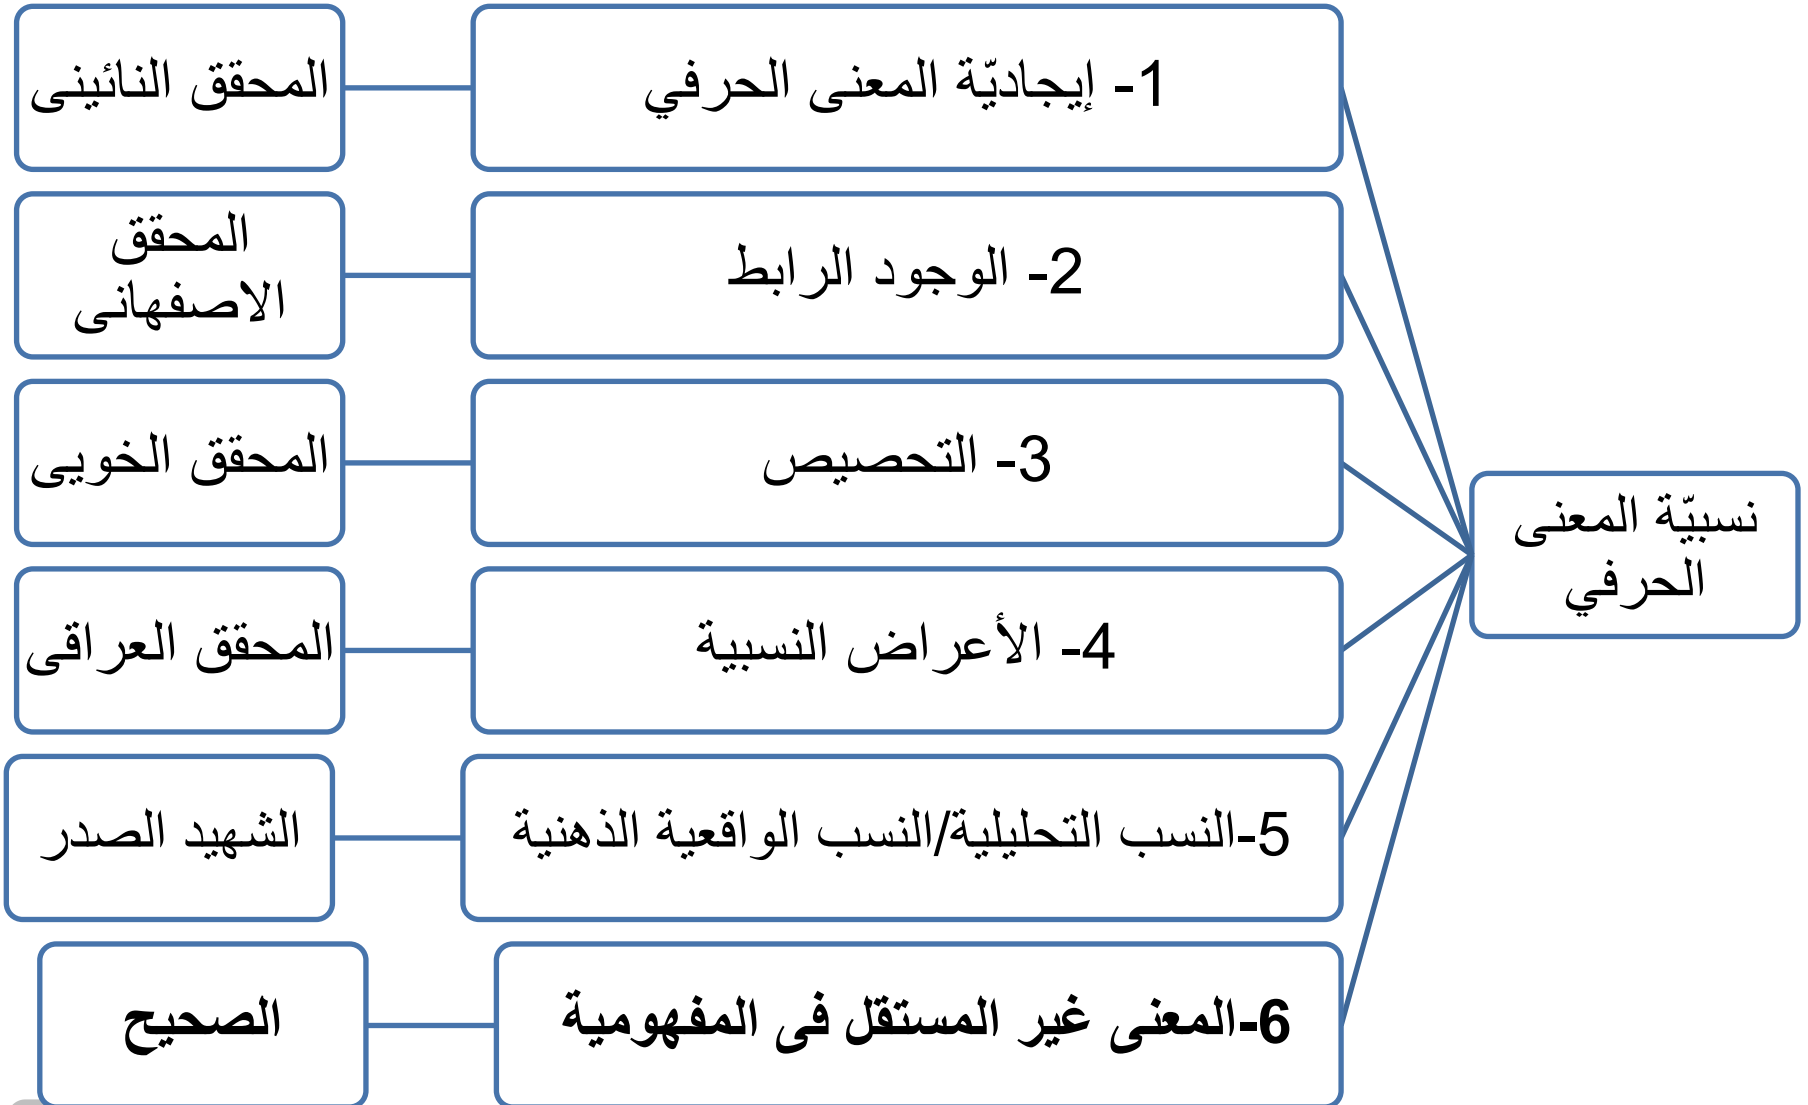 نسبيّة المعنى
الحرفي
1- إيجاديّة المعنى الحرفي
المحقق النائينى
2- الوجود الرابط
المحقق
الاصفهانى
3- التحصيص
المحقق الخويى
4- الأعراض النسبية
المحقق العراقى
5-النسب التحليلية/النسب الواقعية الذهنية
الشهيد الصدر
6-المعنى غير المستقل فى المفهومية
الصحيح